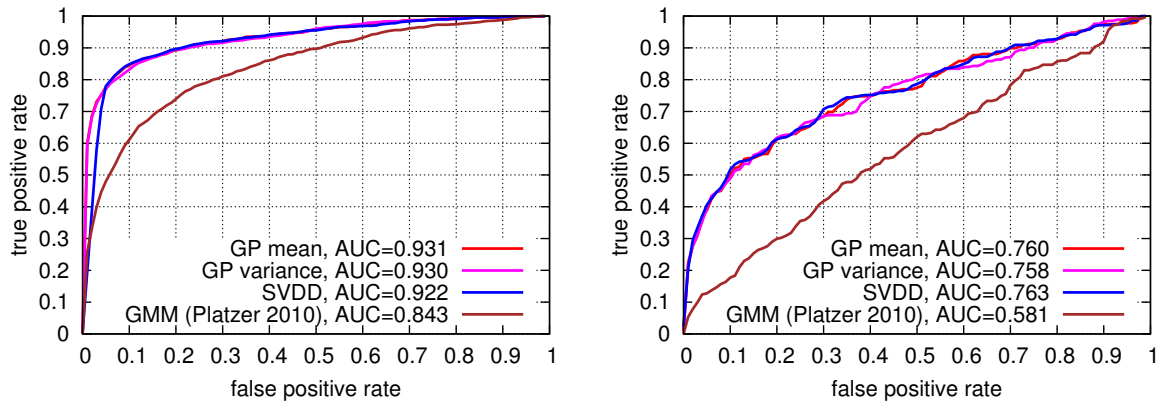 1
0.9
0.8
0.7
0.6
0.5
0.4
0.3
0.2
0.1
0
true positive rate
GP mean, AUC=0.931
GP variance, AUC=0.930
SVDD, AUC=0.922
GMM (Platzer 2010), AUC=0.843
0 0.1 0.2 0.3 0.4 0.5 0.6 0.7 0.8 0.9 1
false positive rate
1
0.9
0.8
0.7
0.6
0.5
0.4
0.3
0.2
0.1
0
true positive rate
GP mean, AUC=0.760
GP variance, AUC=0.758
SVDD, AUC=0.763
GMM (Platzer 2010), AUC=0.581
0 0.1 0.2 0.3 0.4 0.5 0.6 0.7 0.8 0.9 1
false positive rate